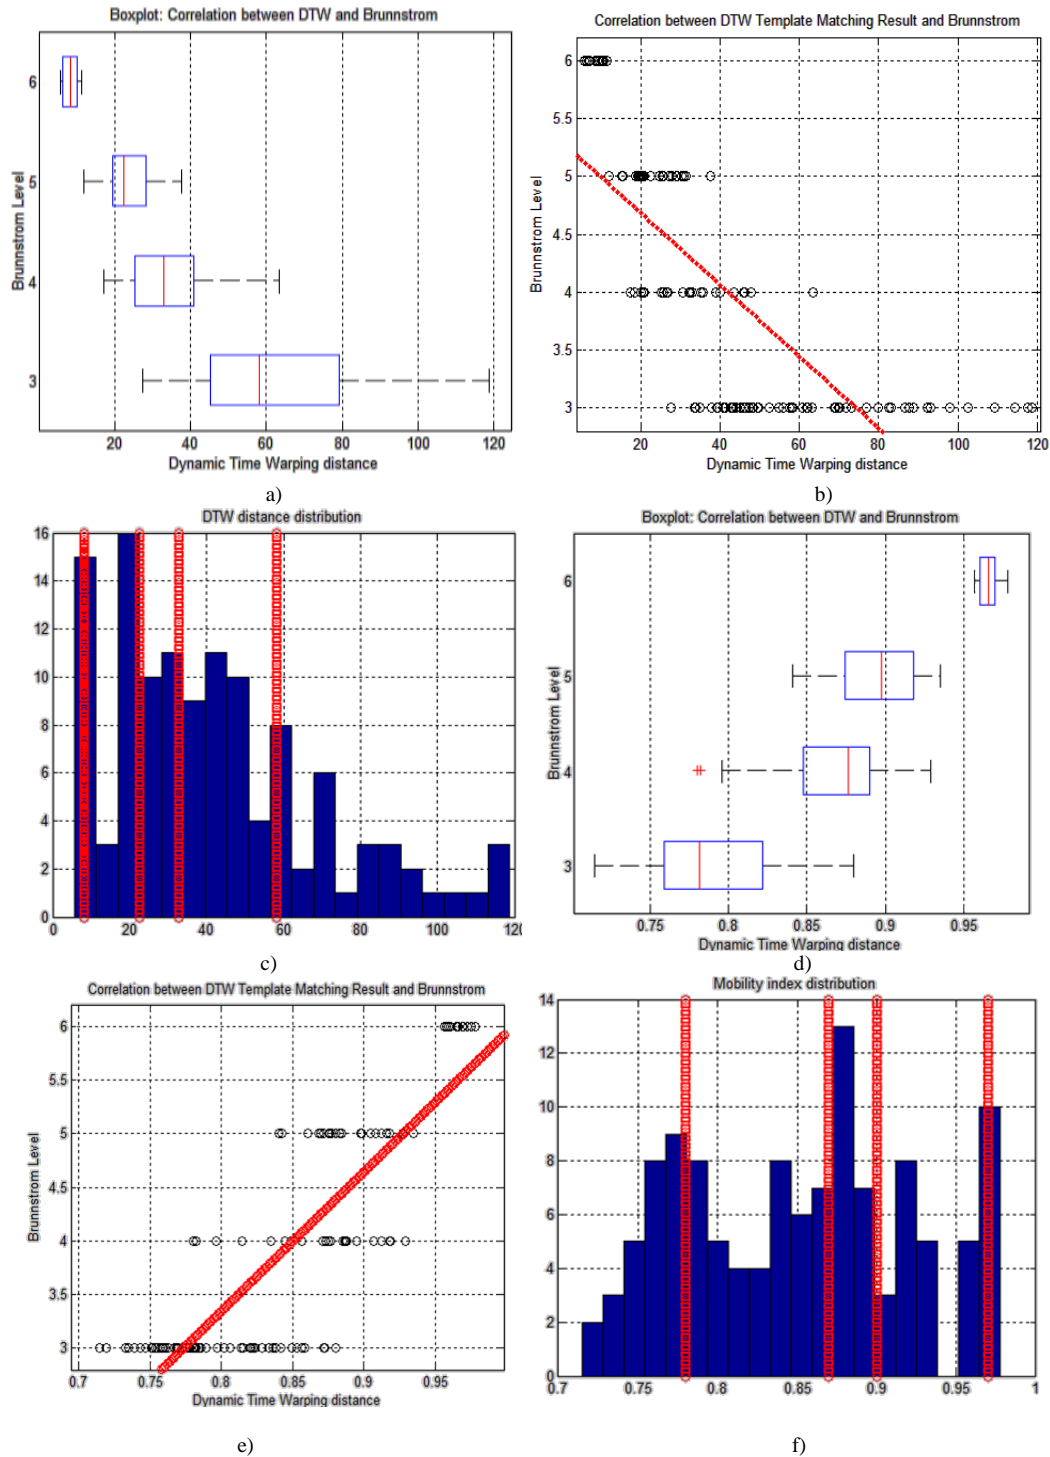 Boxplot: Correlation between DTW and Brunnstrom
Brunnstrom Level
6
5
4
3
20 40 60 80 100 120
Dynamic Time Warping distance
a)
Correlation between DTW Template Matching Result and Brunnstrom
Brunnstrom Level
6
5.5
5
4.5
4
3.5
3
20 40 60 80 100 120
Dynamic Time Warping distance
b)
DTW distance distribution
16
14
12
10
8
6
4
2
0
0 20 40 60 80 100 120
c)
Boxplot: Correlation between DTW and Brunnstrom
Brunnstrom Level
6
5
4
3
0.75 0.8 0.85 0.9 0.95
Dynamic Time Warping distance
d)
Correlation between DTW Template Matching Result and Brunnstrom
Brunnstrom Level
6
5.5
5
4.5
4
3.5
3
0.7 0.75 0.8 0.85 0.9 0.95
Dynamic Time Warping distance
e)
Mobility index distribution
14
12
10
8
6
4
2
0
0.7 0.75 0.8 0.85 0.9 0.95 1
f)